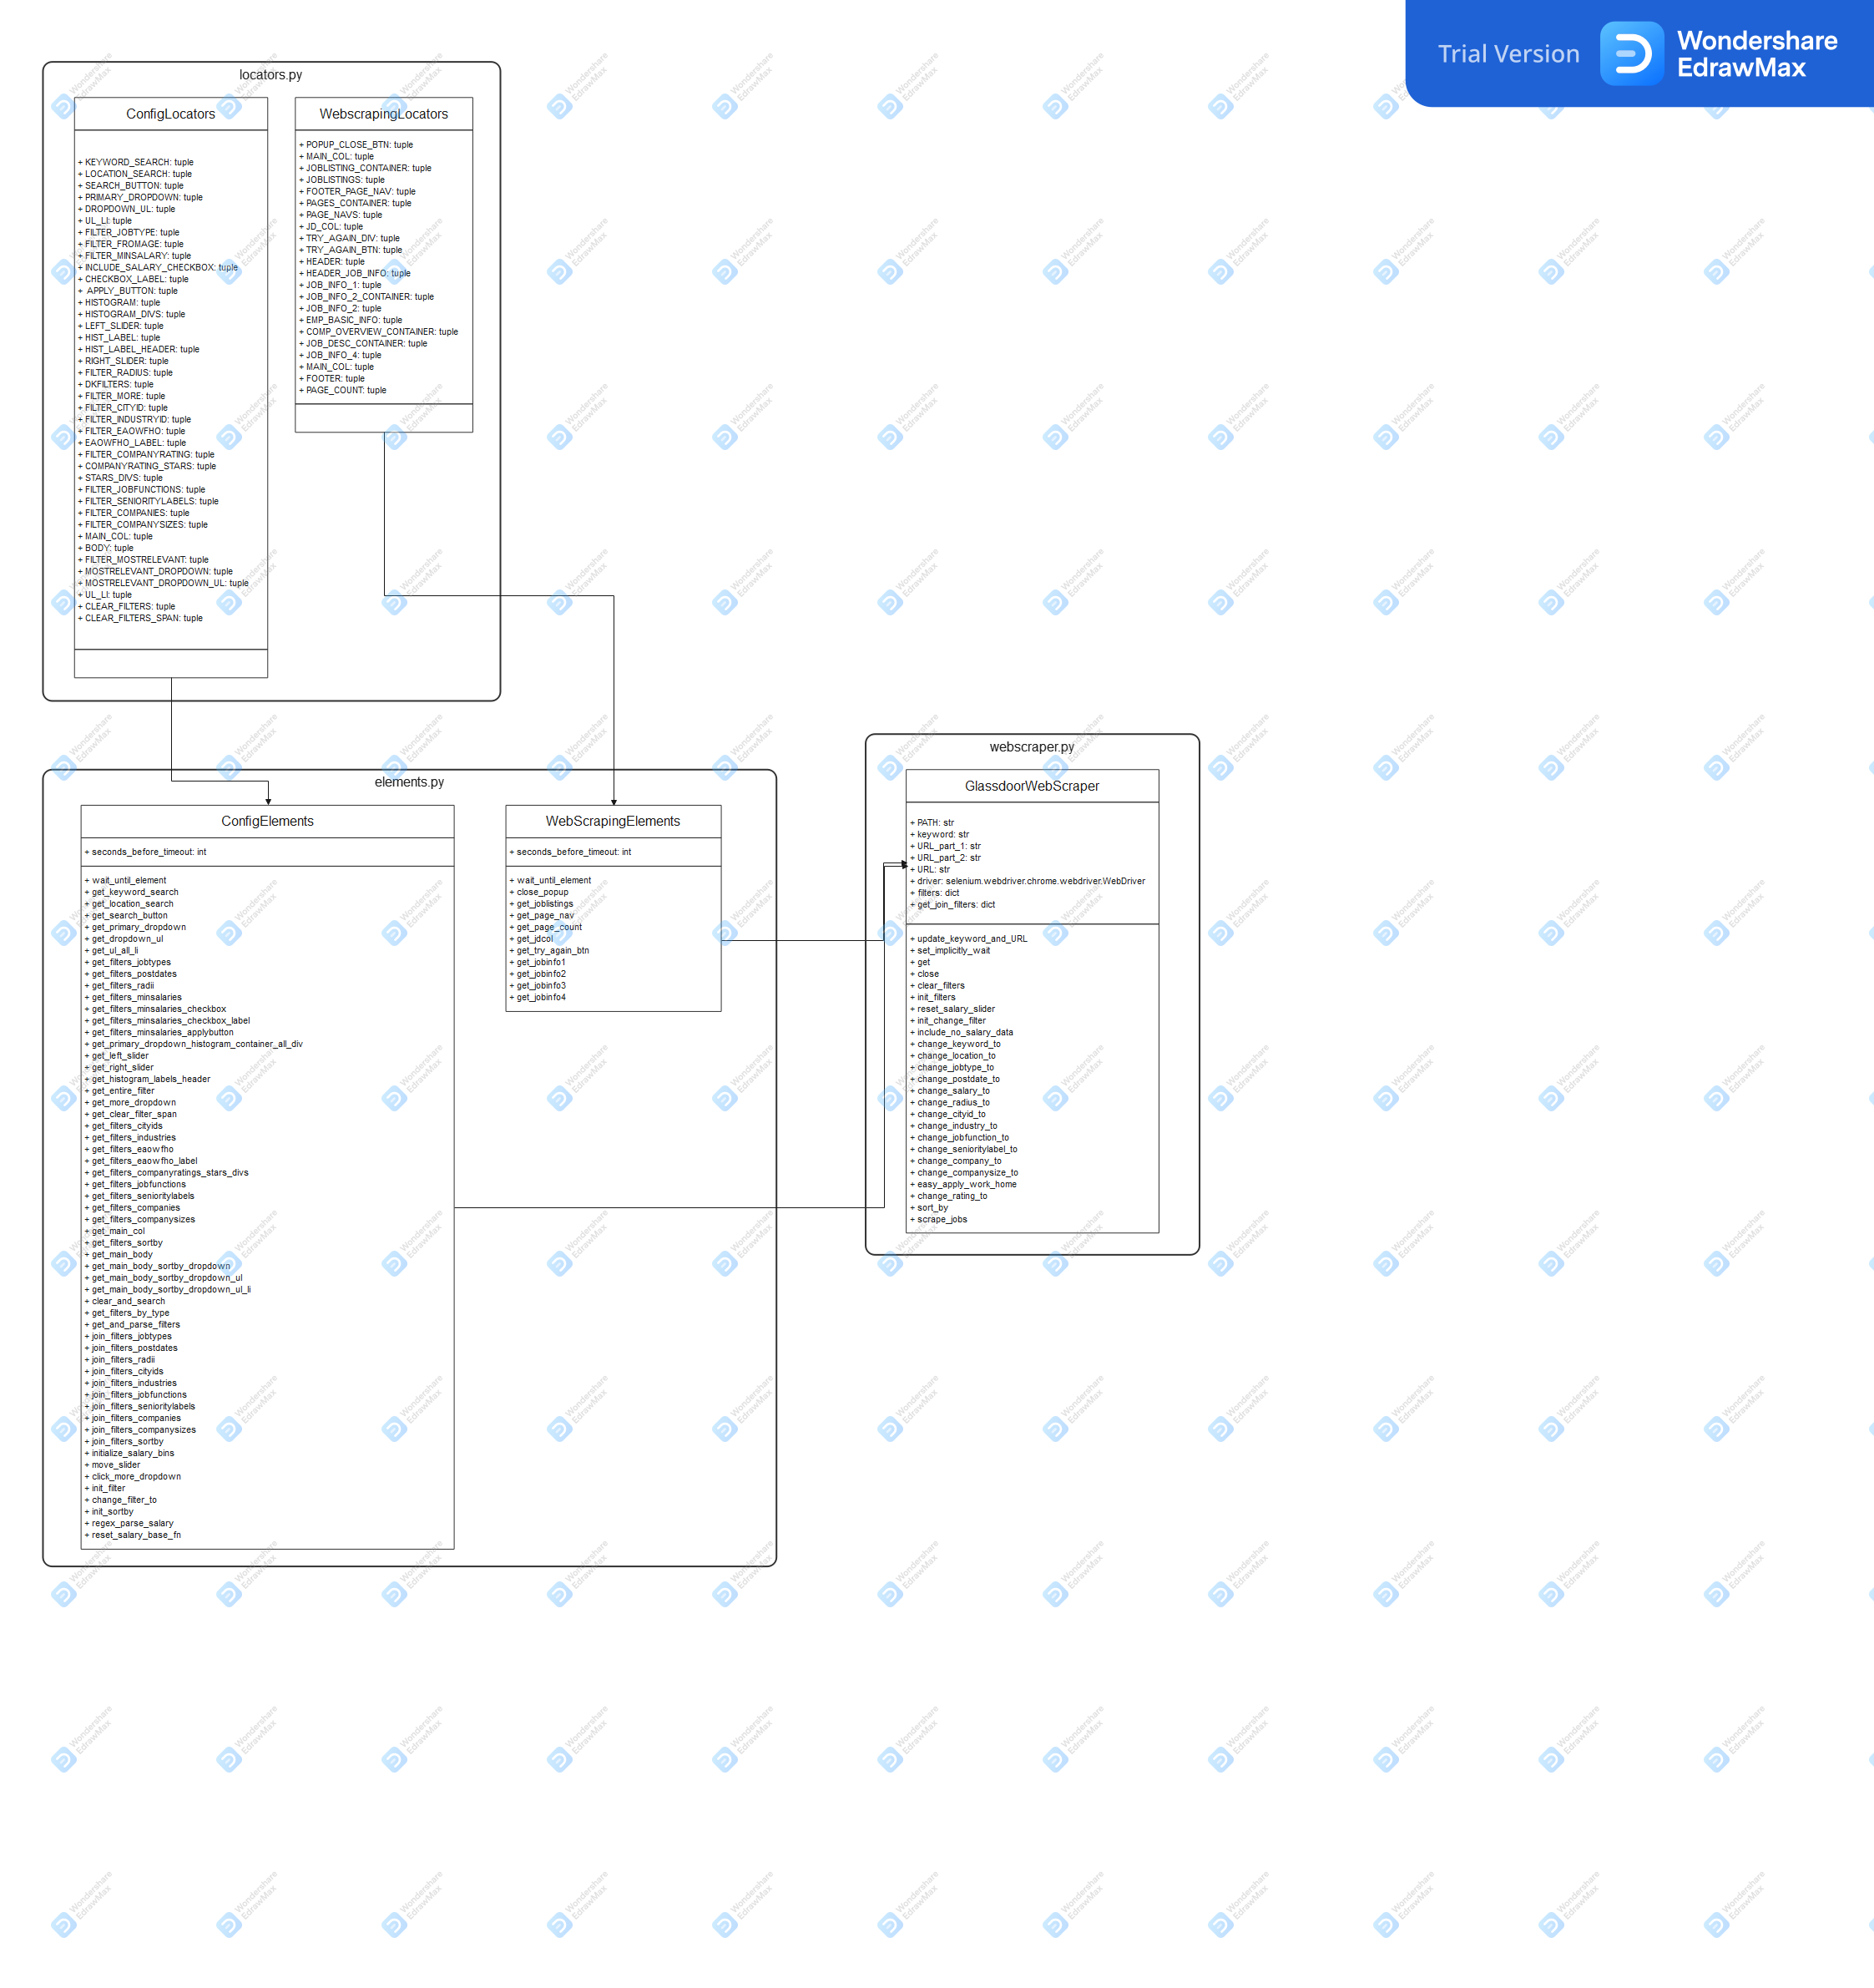 Trial Version
Wondershare
EdrawMax
locators.py
ConfigLocators
+ KEYWORD_SEARCH: tuple
+ LOCATION_SEARCH: tuple
+ SEARCH_BUTTON: tuple
+ PRIMARY_DROPDOWN: tuple
+ DROPDOWN_UL: tuple
+ UL_LI: tuple
+ FILTER_JOBTYPE: tuple
+ FILTER_FROMAGE: tuple
+ FILTER_MINSALARY: tuple
+ INCLUDE_SALARY_CHECKBOX: tuple
+ CHECKBOX_LABEL: tuple
+ APPLY_BUTTON: tuple
+ HISTOGRAM: tuple
+ HISTOGRAM_DIVS: tuple
+ LEFT_SLIDER: tuple
+ HIST_LABEL: tuple
+ HIST_LABEL_HEADER: tuple
+ RIGHT_SLIDER: tuple
+ FILTER_RADIUS: tuple
+ DKFILTERS: tuple
+ FILTER_MORE: tuple
+ FILTER_CITYID: tuple
+ FILTER_INDUSTRYID: tuple
+ FILTER_EAOWFHO: tuple
+ EAOWFHO_LABEL: tuple
+ FILTER_COMPANYRATING: tuple
+ COMPANYRATING_STARS: tuple
+ STARS_DIVS: tuple
+ FILTER_JOBFUNCTIONS: tuple
+ FILTER_SENIORITYLABELS: tuple
+ FILTER_COMPANIES: tuple
+ FILTER_COMPANYSIZES: tuple
+ MAIN_COL: tuple
+ BODY: tuple
+ FILTER_MOSTRELEVANT: tuple
+ MOSTRELEVANT_DROPDOWN: tuple
+ MOSTRELEVANT_DROPDOWN_UL: tuple
+ UL_LI: tuple
+ CLEAR_FILTERS: tuple
+ CLEAR_FILTERS_SPAN: tuple
WebscrapingLocators
+ POPUP_CLOSE_BTN: tuple
+ MAIN_COL: tuple
+ JOBLISTING_CONTAINER: tuple
+ JOBLISTINGS: tuple
+ FOOTER_PAGE_NAV: tuple
+ PAGES_CONTAINER: tuple
+ PAGE_NAVS: tuple
+ JD_COL: tuple
+ TRY_AGAIN_DIV: tuple
+ TRY_AGAIN_BTN: tuple
+ HEADER: tuple
+ HEADER_JOB_INFO: tuple
+ JOB_INFO_1: tuple
+ JOB_INFO_2_CONTAINER: tuple
+ JOB_INFO_2: tuple
+ EMP_BASIC_INFO: tuple
+ COMP_OVERVIEW_CONTAINER: tuple
+ JOB_DESC_CONTAINER: tuple
+ JOB_INFO_4: tuple
+ MAIN_COL: tuple
+ FOOTER: tuple
+ PAGE_COUNT: tuple
elements.py
ConfigElements
+ seconds_before_timeout: int
+ wait_until_element
+ get_keyword_search
+ get_location_search
+ get_search_button
+ get_primary_dropdown
+ get_dropdown_ul
+ get_ul_all_li
+ get_filters_jobtypes
+ get_filters_postdates
+ get_filters_radii
+ get_filters_minsalaries
+ get_filters_minsalaries_checkbox
+ get_filters_minsalaries_checkbox_label
+ get_filters_minsalaries_applybutton
+ get_primary_dropdown_histogram_container_all_div
+ get_left_slider
+ get_right_slider
+ get_histogram_labels_header
+ get_entire_filter
+ get_more_dropdown
+ get_clear_filter_span
+ get_filters_cityids
+ get_filters_industries
+ get_filters_eaowfho
+ get_filters_eaowfho_label
+ get_filters_companyratings_stars_divs
+ get_filters_jobfunctions
+ get_filters_senioritylabels
+ get_filters_companies
+ get_filters_companysizes
+ get_main_col
+ get_filters_sortby
+ get_main_body
+ get_main_body_sortby_dropdown
+ get_main_body_sortby_dropdown_ul
+ get_main_body_sortby_dropdown_ul_li
+ clear_and_search
+ get_filters_by_type
+ get_and_parse_filters
+ join_filters_jobtypes
+ join_filters_postdates
+ join_filters_radii
+ join_filters_cityids
+ join_filters_industries
+ join_filters_jobfunctions
+ join_filters_senioritylabels
+ join_filters_companies
+ join_filters_companysizes
+ join_filters_sortby
+ initialize_salary_bins
+ move_slider
+ click_more_dropdown
+ init_filter
+ change_filter_to
+ init_sortby
+ regex_parse_salary
+ reset_salary_base_fn
WebScrapingElements
+ seconds_before_timeout: int
+ wait_until_element
+ close_popup
+ get_joblistings
+ get_page_nav
+ get_page_count
+ get_jdcol
+ get_try_again_btn
+ get_jobinfo1
+ get_jobinfo2
+ get_jobinfo3
+ get_jobinfo4
webscraper.py
GlassdoorWebScraper
+ PATH: str
+ keyword: str
+ URL_part_1: str
+ URL_part_2: str
+ URL: str
+ driver: selenium.webdriver.chrome.webdriver.WebDriver
+ filters: dict
+ get_join_filters: dict
+ update_keyword_and_URL
+ set_implicitly_wait
+ get
+ close
+ clear_filters
+ init_filters
+ reset_salary_slider
+ init_change_filter
+ include_no_salary_data
+ change_keyword_to
+ change_location_to
+ change_jobtype_to
+ change_postdate_to
+ change_salary_to
+ change_radius_to
+ change_cityid_to
+ change_industry_to
+ change_jobfunction_to
+ change_senioritylabel_to
+ change_company_to
+ change_companysize_to
+ easy_apply_work_home
+ change_rating_to
+ sort_by
+ scrape_jobs